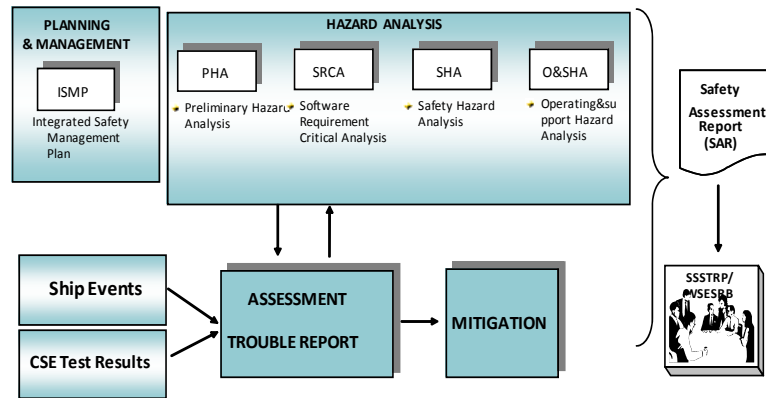 PLANNING
& MANAGEMENT
ISMP
Integrated Safety
Management
Plan
HAZARD ANALYSIS
PHA
Preliminary Hazard
Analysis
SRCA
Software
Requirement
Critical Analysis
SHA
Safety Hazard
Analysis
O&SHA
Operating&su
pport Hazard
Analysis
Safety
Assessment
Report
(SAR)
Ship Events
CSE Test Results
ASSESSMENT
TROUBLE REPORT
MITIGATION
SSSTRP/
WSESRB